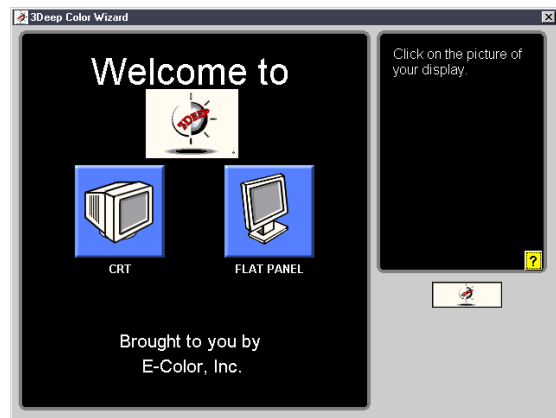 3Deep Color Wizard
Welcome to
3DEEP
CRT
FLAT PANEL
Brought to you by
E-Color, Inc.
Click on the picture of
your display.
?